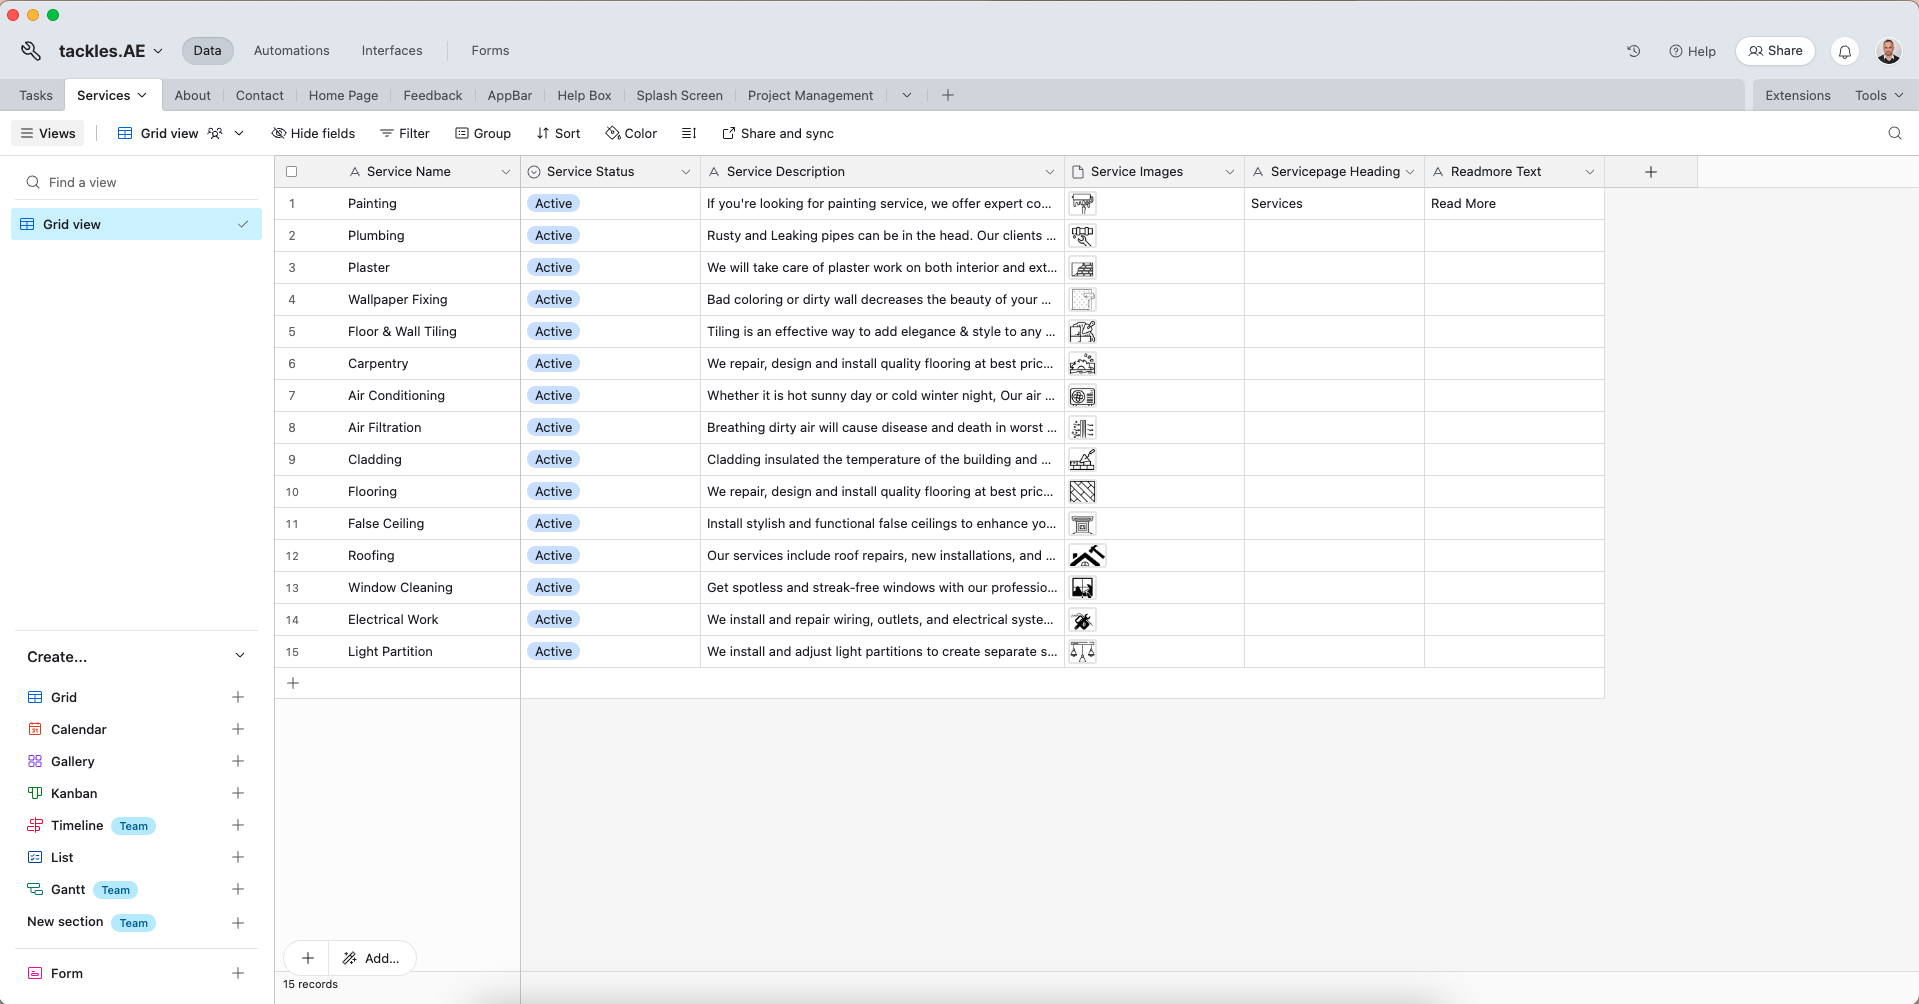 tackles.AE Data Automations Interfaces Forms Help Share
Tasks Services About Contact Home Page Feedback AppBar Help Box Splash Screen Project Management Extensions Tools
Views Grid view Hide fields Filter Group Sort Color Share and sync
Find a view
Grid view
Service Name Service Status Service Description Service Images Servicepage Heading Readmore Text
1 Painting Active If you're looking for painting service, we offer expert co... Services Read More
2 Plumbing Active Rusty and Leaking pipes can be in the head. Our clients ...
3 Plaster Active We will take care of plaster work on both interior and ext...
4 Wallpaper Fixing Active Bad coloring or dirty wall decreases the beauty of your ...
5 Floor & Wall Tiling Active Tiling is an effective way to add elegance & style to any ...
6 Carpentry Active We repair, design and install quality flooring at best pric...
7 Air Conditioning Active Whether it is hot sunny day or cold winter night, Our air ...
8 Air Filtration Active Breathing dirty air will cause disease and death in worst ...
9 Cladding Active Cladding insulated the temperature of the building and ...
10 Flooring Active We repair, design and install quality flooring at best pric...
11 False Ceiling Active Install stylish and functional false ceilings to enhance yo...
12 Roofing Active Our services include roof repairs, new installations, and ...
13 Window Cleaning Active Get spotless and streak-free windows with our professio...
14 Electrical Work Active We install and repair wiring, outlets, and electrical syste...
15 Light Partition Active We install and adjust light partitions to create separate s...
Create...
Grid
Calendar
Gallery
Kanban
Timeline Team
List
Gantt Team
New section Team
Form
Add...
15 records